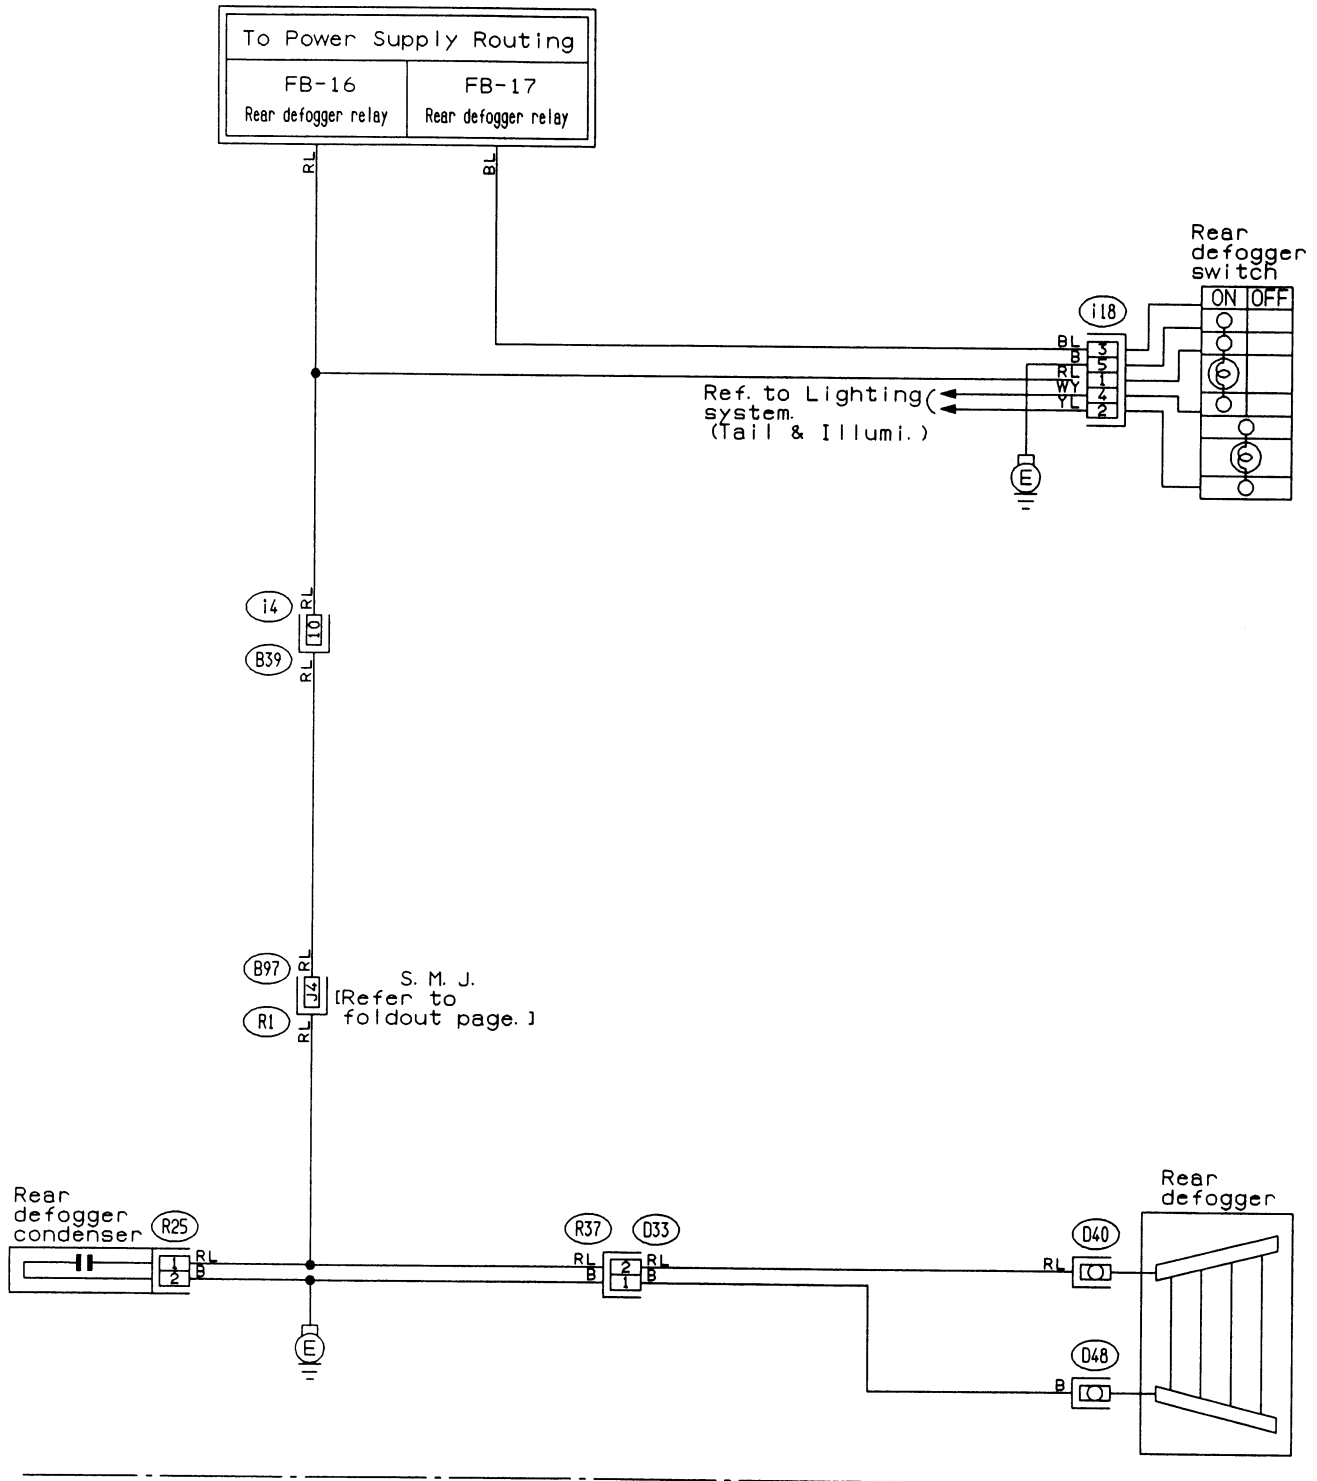 To Power Supply Routing
FB-16
Rear defogger relay
FB-17
Rear defogger relay
RL
BL
Rear
defogger
switch
ON OFF
i18
BL 3
B 5
RL 1
WY 4
YL 2
Ref. to Lighting
system.
(Tail & Illumi.)
E
i4
RL
10
B39
RL
B97
RL
J4
R1
RL
S. M. J.
[Refer to
foldout page. ]
Rear
defogger
condenser
R25
1 RL
2 B
E
R37
D33
RL 2 RL
B 1 B
D40
RL
D48
B
Rear
defogger